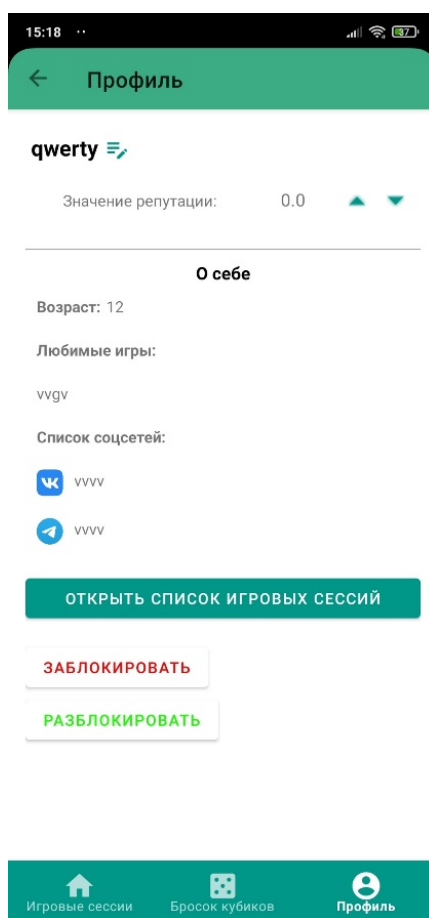 15:18
87
Профиль
qwerty
Значение репутации: 0.0
О себе
Возраст: 12
Любимые игры:
vvgv
Список соцсетей:
vvvv
vvvv
ОТКРЫТЬ СПИСОК ИГРОВЫХ СЕССИЙ
ЗАБЛОКИРОВАТЬ
РАЗБЛОКИРОВАТЬ
Игровые сессии Бросок кубиков Профиль